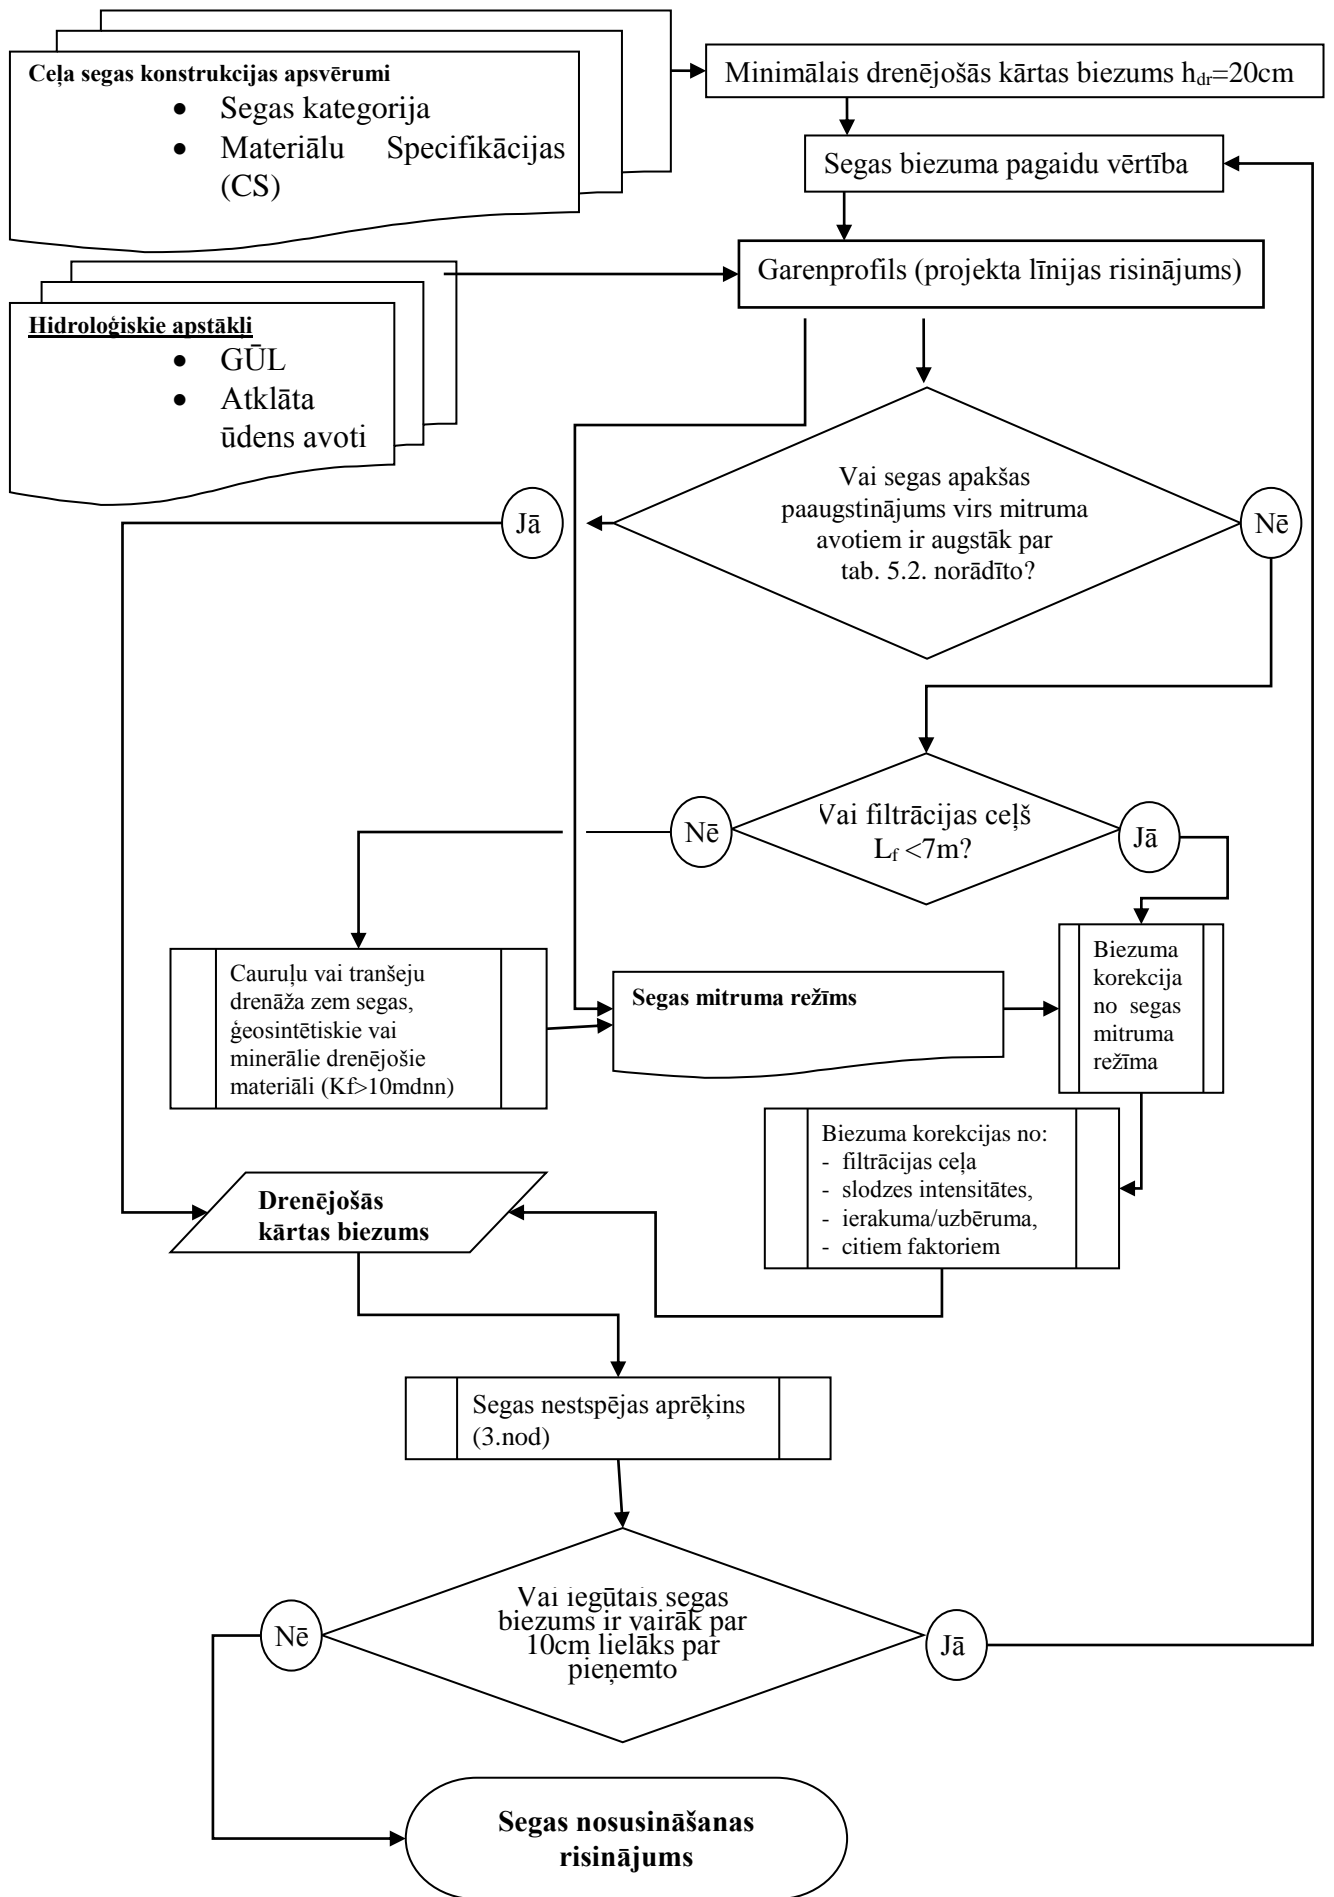 Ceļa segas konstrukcijas apsvērumi
• Segas kategorija
• Materiālu Specifikācijas
(CS)
Minimālais drenējošās kārtas biezums hdr=20cm
Segas biezuma pagaidu vērtība
Garenprofils (projekta līnijas risinājums)
Hidroloģiskie apstākļi
• GŪL
• Atklāta
ūdens avoti
Vai segas apakšas
paaugstinājums virs mitruma
avotiem ir augstāk par
tab. 5.2. norādīto?
Jā
Nē
Vai filtrācijas ceļš
Lf <7m?
Nē
Jā
Cauruļu vai tranšeju
drenāža zem segas,
ģeosintētiskie vai
minerālie drenējošie
materiāli (Kf>10mdnn)
Segas mitruma režīms
Biezuma
korekcija
no segas
mitruma
režīma
Biezuma korekcijas no:
- filtrācijas ceļa
- slodzes intensitātes,
- ierakuma/uzbēruma,
- citiem faktoriem
Drenējošās
kārtas biezums
Segas nestspējas aprēķins
(3.nod)
Vai iegūtais segas
biezums ir vairāk par
10cm lielāks par
pieņemto
Nē
Jā
Segas nosusināšanas
risinājums